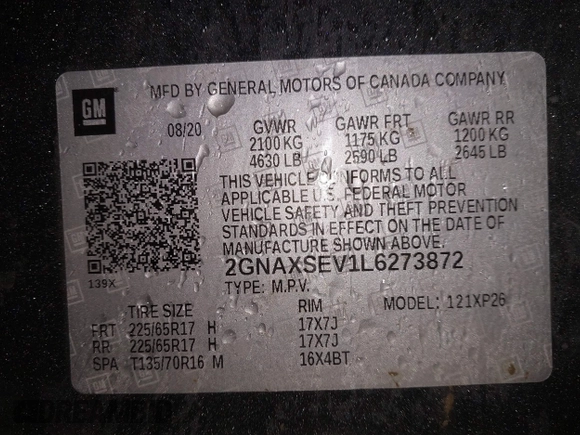 MFD BY GENERAL MOTORS OF CANADA COMPANY
GM
08/20 GVWR GAWR FRT GAWR RR
2100 KG 1175 KG 1200 KG
4630 LB 2590 LB 2645 LB
THIS VEHICLE CONFORMS TO ALL
APPLICABLE U.S. FEDERAL MOTOR
VEHICLE SAFETY AND THEFT PREVENTION
STANDARDS IN EFFECT ON THE DATE OF
MANUFACTURE SHOWN ABOVE.
139X 2GNAXSEV1L6273872
TYPE: M.P.V. MODEL: 121XP26
TIRE SIZE RIM
FRT 225/65R17 H 17X7J
RR 225/65R17 H 17X7J
SPA T135/70R16 M 16X4BT